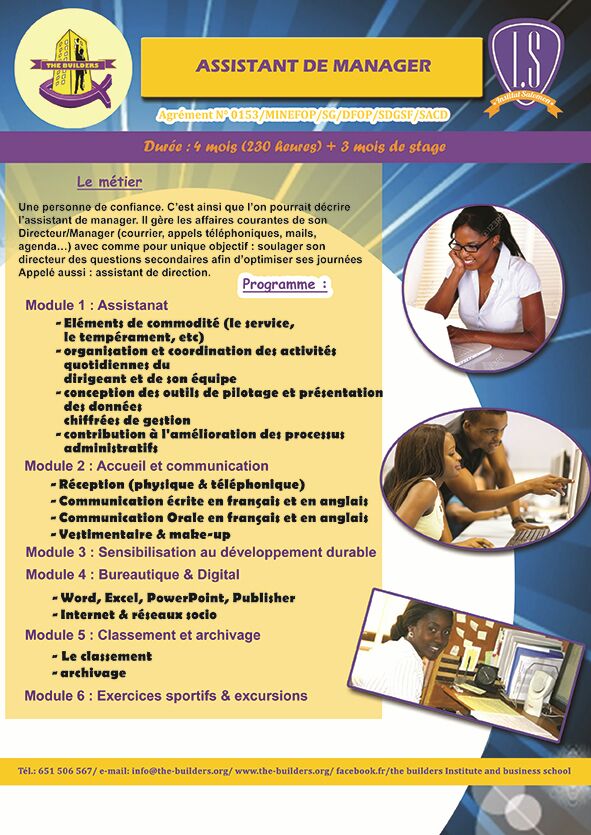 THE BUILDERS
ASSISTANT DE MANAGER
I.S
Institut Salomon
Agrément N° 0153/MINEFOP/SG/DFOP/SDGSF/SACD
Durée : 4 mois (230 heures) + 3 mois de stage
Le métier
Une personne de confiance. C'est ainsi que l'on pourrait décrire
l'assistant de manager. Il gère les affaires courantes de son
Directeur/Manager (courrier, appels téléphoniques, mails,
agenda...) avec comme pour unique objectif : soulager son
directeur des questions secondaires afin d'optimiser ses journées
Appelé aussi : assistant de direction.
Programme :
Module 1 : Assistanat
- Eléments de commodité (le service,
le tempérament, etc)
- organisation et coordination des activités
quotidiennes du
dirigeant et de son équipe
- conception des outils de pilotage et présentation
des données
chiffrées de gestion
- contribution à l'amélioration des processus
administratifs
Module 2 : Accueil et communication
- Réception (physique & téléphonique)
- Communication écrite en français et en anglais
- Communication Orale en français et en anglais
- Vestimentaire & make-up
Module 3 : Sensibilisation au développement durable
Module 4 : Bureautique & Digital
- Word, Excel, PowerPoint, Publisher
- Internet & réseaux socio
Module 5 : Classement et archivage
- Le classement
- archivage
Module 6 : Exercices sportifs & excursions
Tél.: 651 506 567/ e-mail: info@the-builders.org/ www.the-builders.org/ facebook.fr/the builders Institute and business school